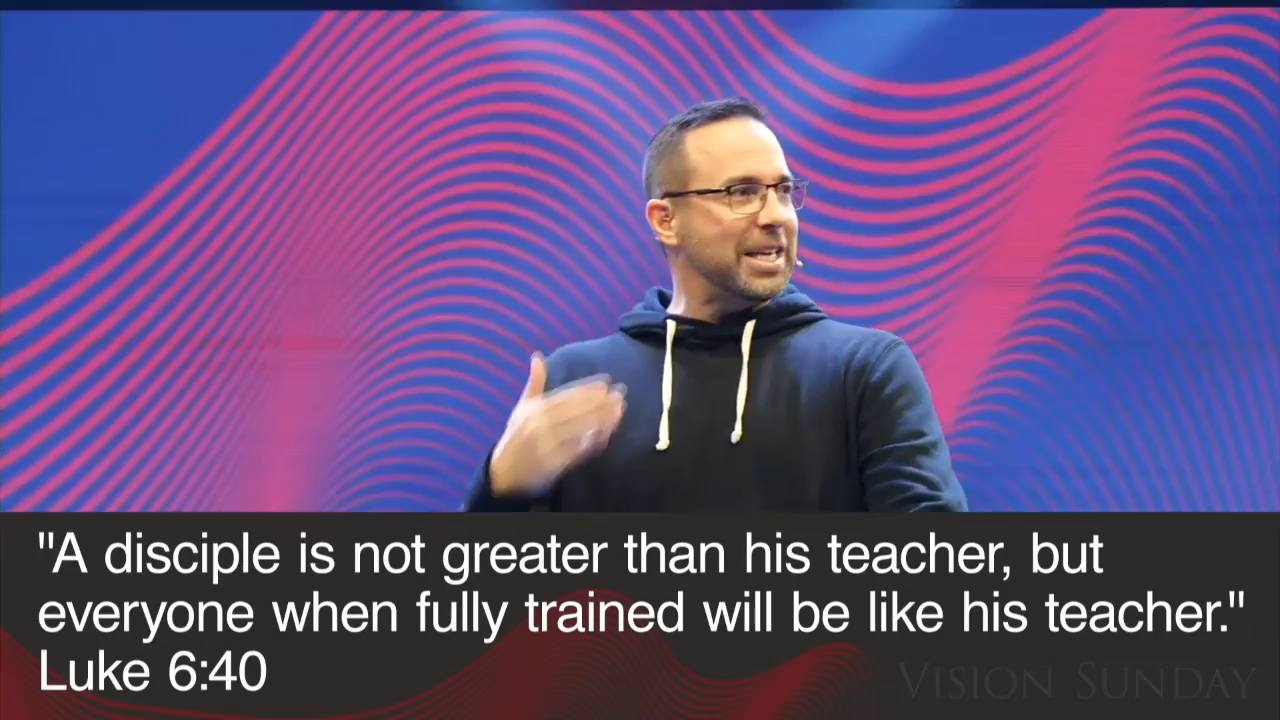 "A disciple is not greater than his teacher, but
everyone when fully trained will be like his teacher."
Luke 6:40
VISION SUNDAY